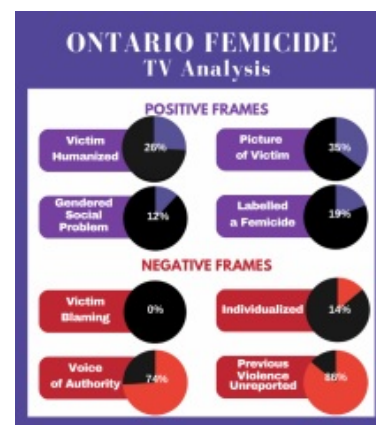 ONTARIO FEMICIDE
TV Analysis
POSITIVE FRAMES
Victim
Humanized
26%
Picture
of Victim
35%
Gendered
Social
Problem
12%
Labelled
a Femicide
19%
NEGATIVE FRAMES
Victim
Blaming
0%
Individualized
14%
Voice
of Authority
74%
Previous
Violence
Unreported